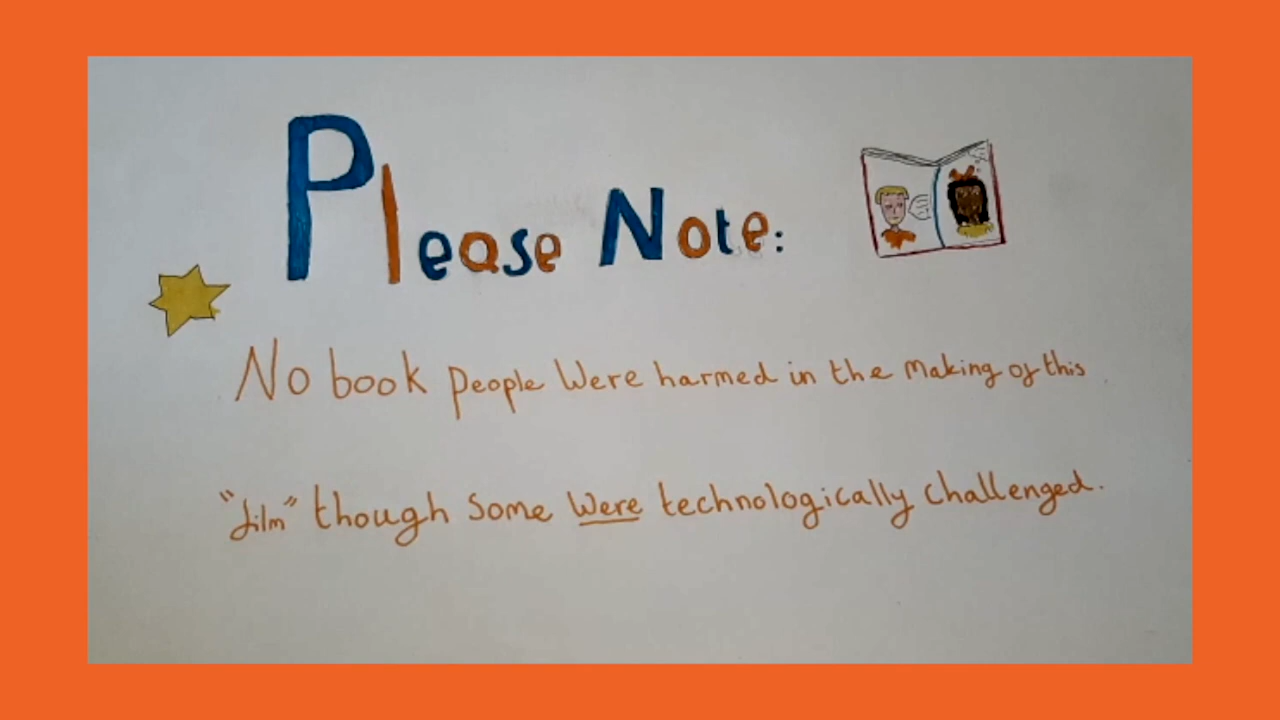 Please Note:
No book people were harmed in the making of this
"film" though some were technologically challenged.